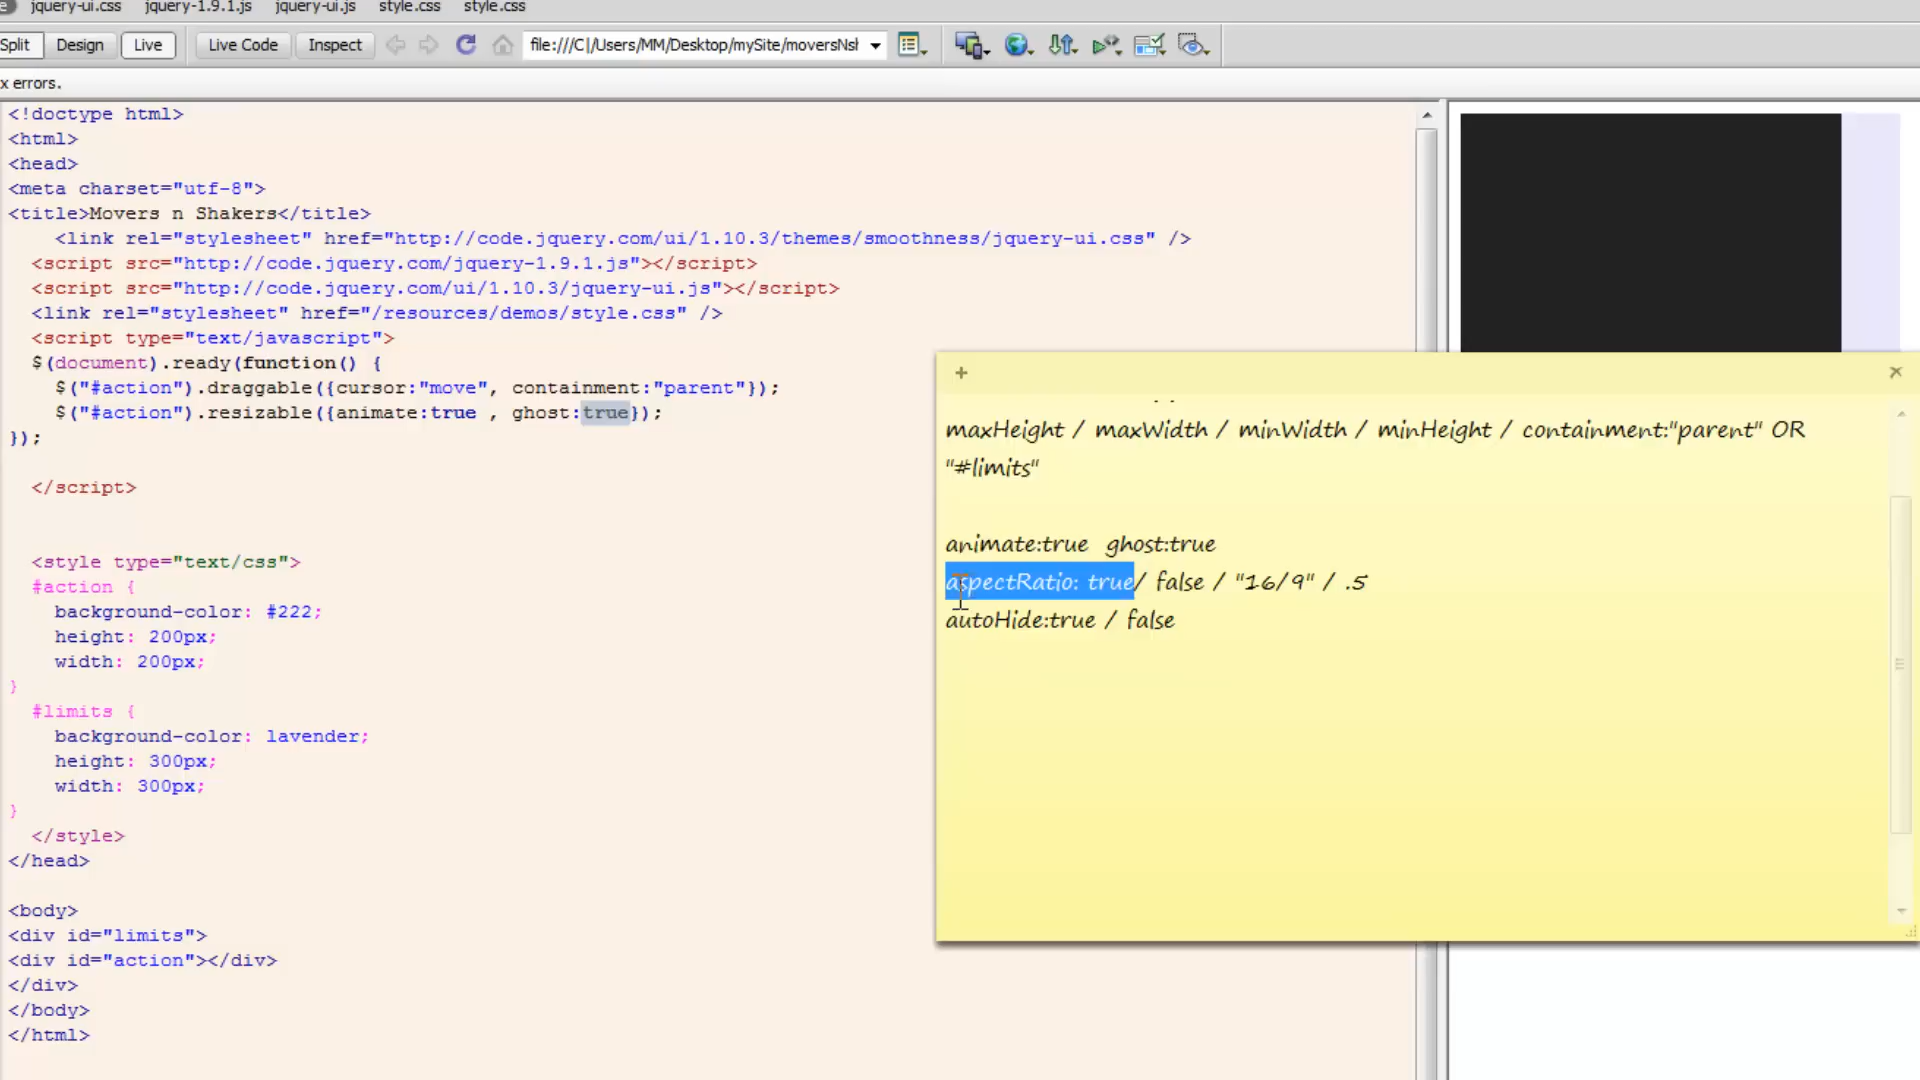 jquery-ui.css jquery-1.9.1.js jquery-ui.js style.css style.css
Split Design Live Live Code Inspect file:///C|/Users/MM/Desktop/mySite/moversNsh
x errors.
<!doctype html>
<html>
<head>
<meta charset="utf-8">
<title>Movers n Shakers</title>
<link rel="stylesheet" href="http://code.jquery.com/ui/1.10.3/themes/smoothness/jquery-ui.css" />
<script src="http://code.jquery.com/jquery-1.9.1.js"></script>
<script src="http://code.jquery.com/ui/1.10.3/jquery-ui.js"></script>
<link rel="stylesheet" href="/resources/demos/style.css" />
<script type="text/javascript">
$(document).ready(function() {
$("#action").draggable({cursor:"move", containment:"parent"});
$("#action").resizable({animate:true , ghost:true});
});
</script>
<style type="text/css">
#action {
background-color: #222;
height: 200px;
width: 200px;
}
#limits {
background-color: lavender;
height: 300px;
width: 300px;
}
</style>
</head>
<body>
<div id="limits">
<div id="action"></div>
</div>
</body>
</html>
maxHeight / maxWidth / minWidth / minHeight / containment:"parent" OR
"#limits"
animate:true ghost:true
aspectRatio: true/ false / "16/9" / .5
autoHide:true / false